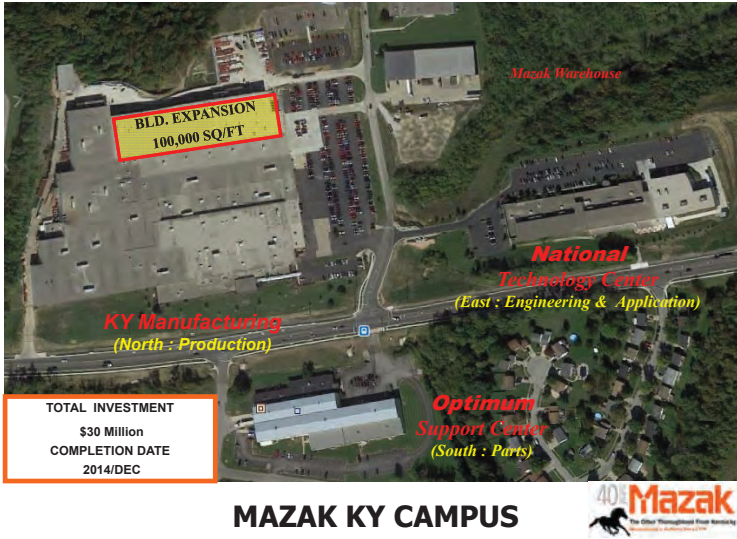 Mazak Warehouse
BLD. EXPANSION
100,000 SQ/FT
National
Technology Center
(East : Engineering & Application)
KY Manufacturing
(North : Production)
Optimum
Support Center
(South : Parts)
TOTAL INVESTMENT
$30 Million
COMPLETION DATE
2014/DEC
MAZAK KY CAMPUS
40
Mazak
The Other Thoroughbred From Kentucky